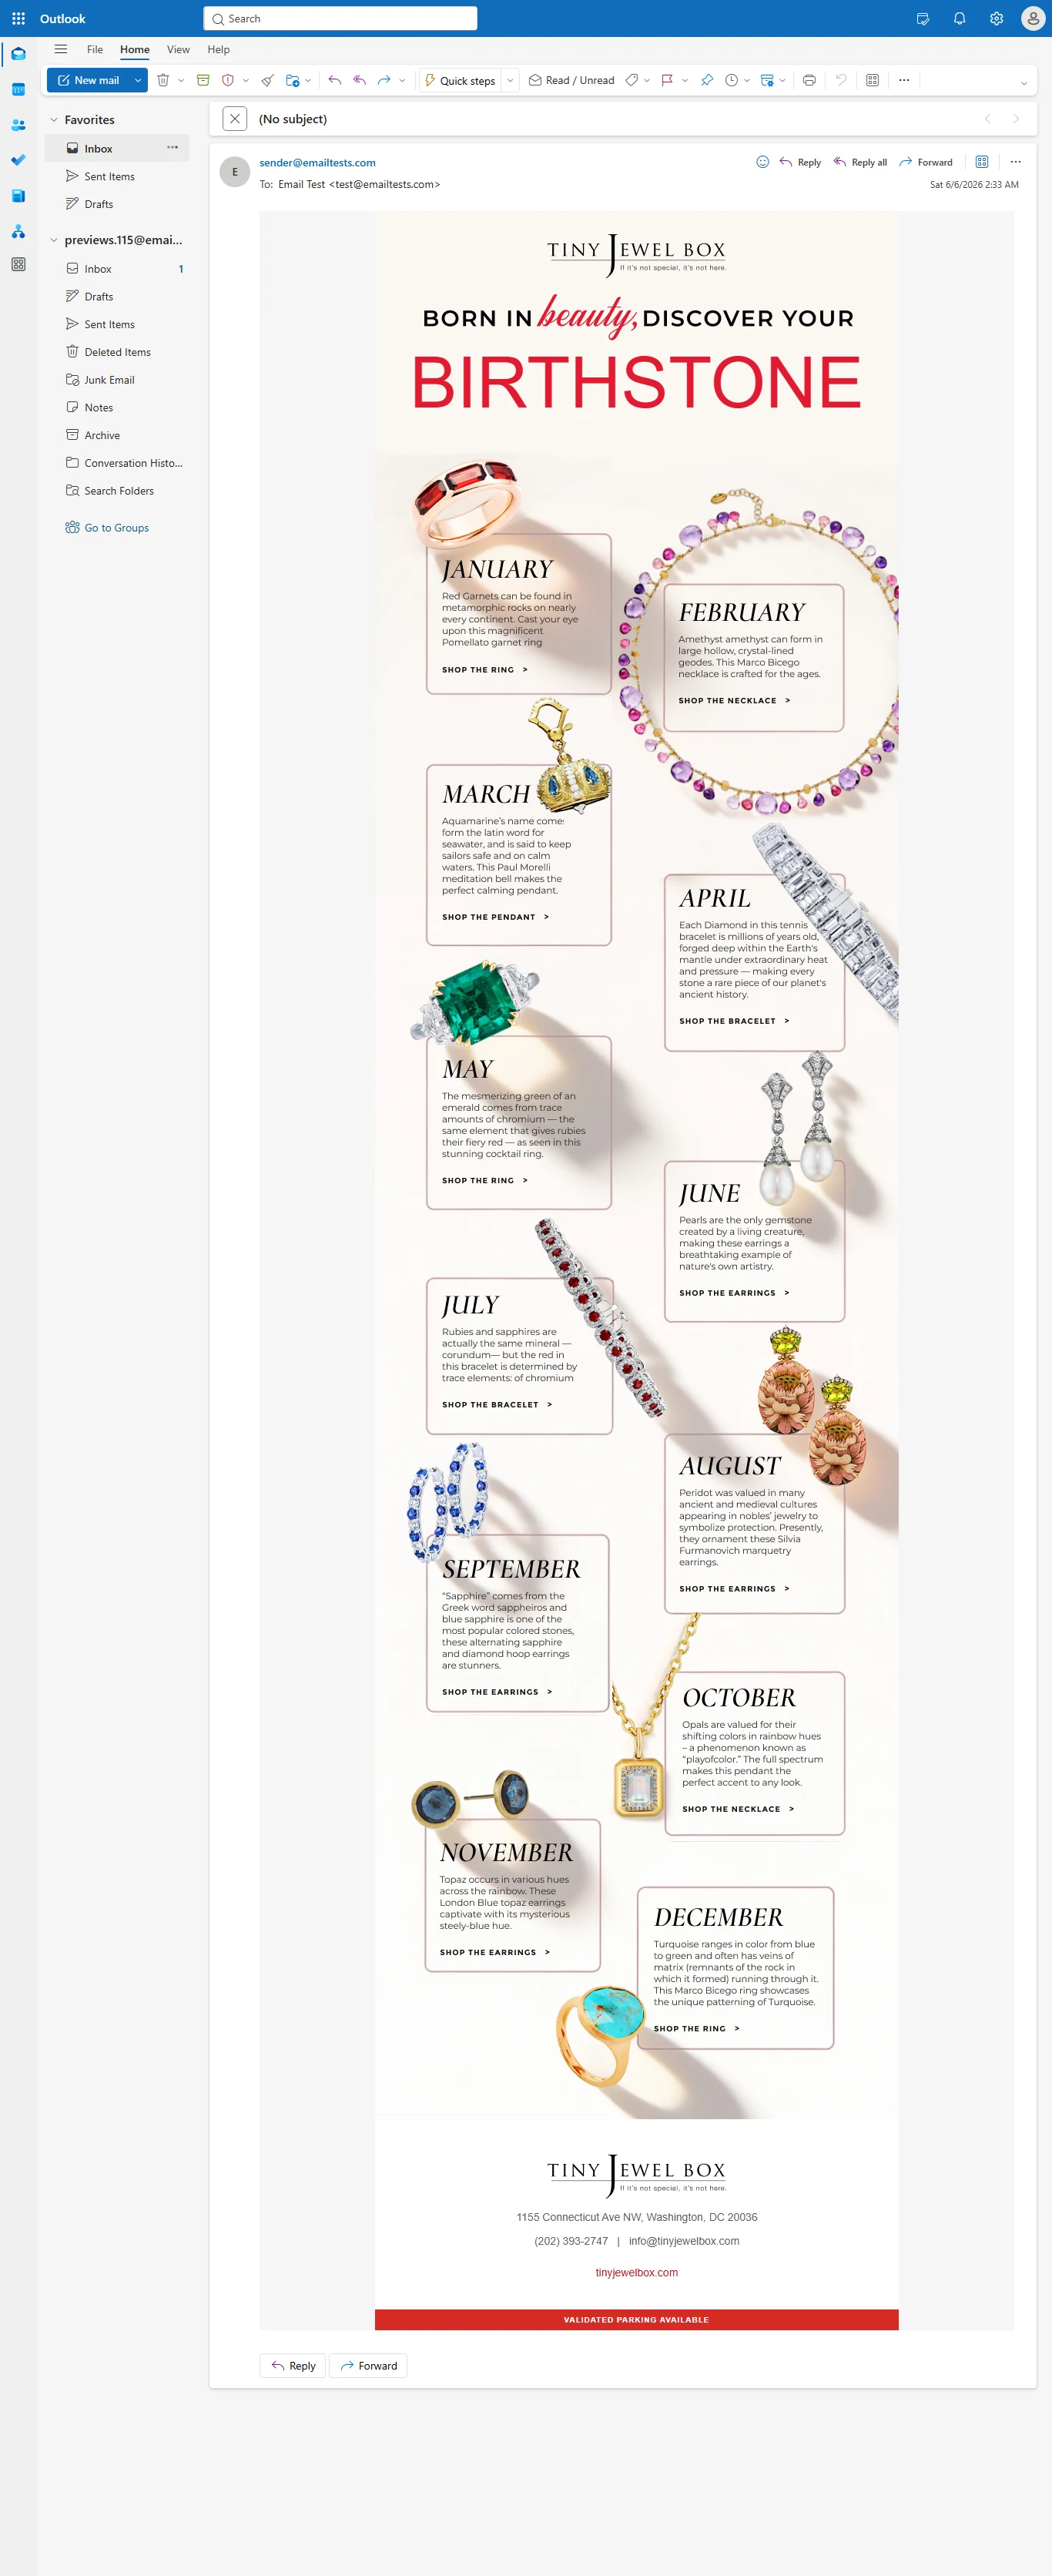 Outlook
Search
File Home View Help
New mail
Quick steps
Read / Unread
Favorites
Inbox
Sent Items
Drafts
previews.115@emai...
Inbox 1
Drafts
Sent Items
Deleted Items
Junk Email
Notes
Archive
Conversation Histo...
Search Folders
Go to Groups
(No subject)
E
sender@emailtests.com
Reply Reply all Forward
To: Email Test <test@emailtests.com>
Sat 6/6/2026 2:33 AM
TINY JEWEL BOX
If it's not special, it's not here.
BORN IN beauty, DISCOVER YOUR
BIRTHSTONE
JANUARY
Red Garnets can be found in
metamorphic rocks on nearly
every continent. Cast your eye
upon this magnificent
Pomellato garnet ring
SHOP THE RING >
FEBRUARY
Amethyst amethyst can form in
large hollow, crystal-lined
geodes. This Marco Bicego
necklace is crafted for the ages.
SHOP THE NECKLACE >
MARCH
Aquamarine's name comes
form the latin word for
seawater, and is said to keep
sailors safe and on calm
waters. This Paul Morelli
meditation bell makes the
perfect calming pendant.
SHOP THE PENDANT >
APRIL
Each Diamond in this tennis
bracelet is millions of years old,
forged deep within the Earth's
mantle under extraordinary heat
and pressure — making every
stone a rare piece of our planet's
ancient history.
SHOP THE BRACELET >
MAY
The mesmerizing green of an
emerald comes from trace
amounts of chromium — the
same element that gives rubies
their fiery red — as seen in this
stunning cocktail ring.
SHOP THE RING >
JUNE
Pearls are the only gemstone
created by a living creature,
making these earrings a
breathtaking example of
nature's own artistry.
SHOP THE EARRINGS >
JULY
Rubies and sapphires are
actually the same mineral —
corundum— but the red in
this bracelet is determined by
trace elements: of chromium
SHOP THE BRACELET >
AUGUST
Peridot was valued in many
ancient and medieval cultures
appearing in nobles' jewelry to
symbolize protection. Presently,
they ornament these Silvia
Furmanovich marquetry
earrings.
SHOP THE EARRINGS >
SEPTEMBER
"Sapphire" comes from the
Greek word sappheiros and
blue sapphire is one of the
most popular colored stones,
these alternating sapphire
and diamond hoop earrings
are stunners.
SHOP THE EARRINGS >
OCTOBER
Opals are valued for their
shifting colors in rainbow hues
– a phenomenon known as
"playofcolor." The full spectrum
makes this pendant the
perfect accent to any look.
SHOP THE NECKLACE >
NOVEMBER
Topaz occurs in various hues
across the rainbow. These
London Blue topaz earrings
captivate with its mysterious
steely-blue hue.
SHOP THE EARRINGS >
DECEMBER
Turquoise ranges in color from blue
to green and often has veins of
matrix (remnants of the rock in
which it formed) running through it.
This Marco Bicego ring showcases
the unique patterning of Turquoise.
SHOP THE RING >
TINY JEWEL BOX
If it's not special, it's not here.
1155 Connecticut Ave NW, Washington, DC 20036
(202) 393-2747 | info@tinyjewelbox.com
tinyjewelbox.com
VALIDATED PARKING AVAILABLE
Reply Forward